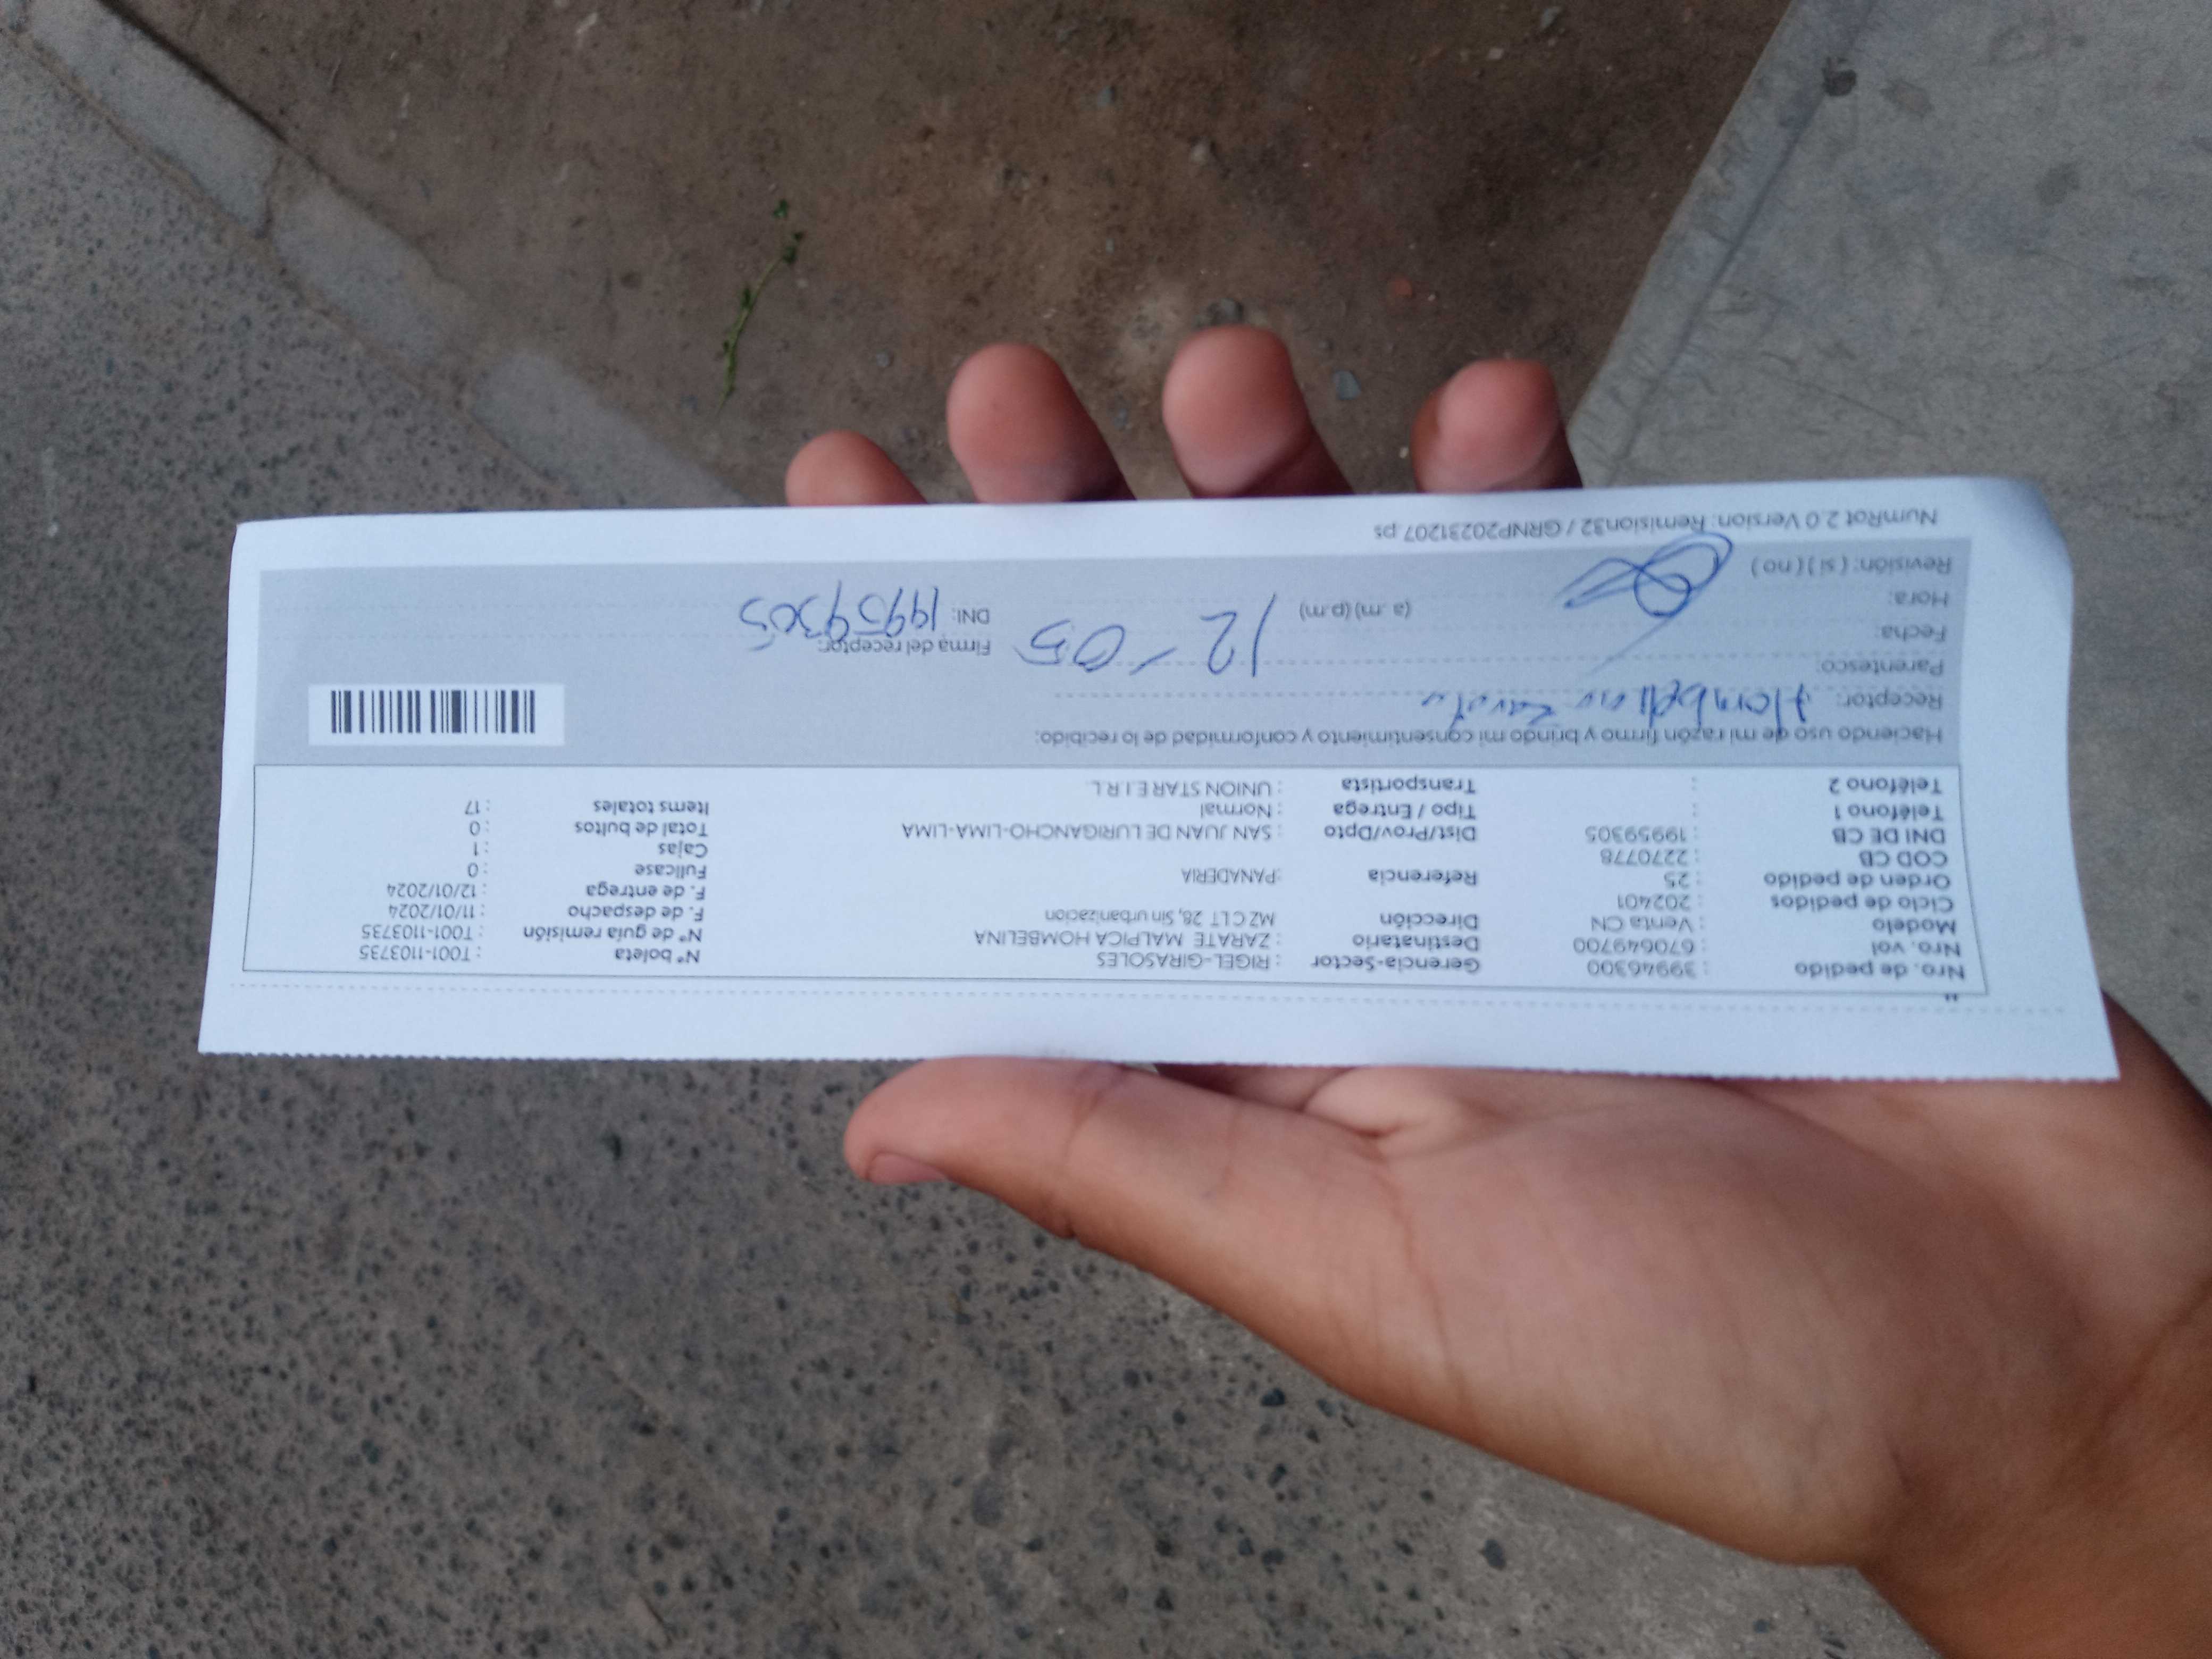 Nro. de pedido : 39946300 Gerencia-Sector : RIGEL-GIRASOLES N° boleta : T001-1103735
Nro. vol : 670649700 Destinatario : ZARATE MALPICA HOMBELINA N° de guía remisión : T001-1103735
Modelo : Venta CN Dirección MZ C LT 28, Sin urbanizacion F. de despacho : 11/01/2024
Ciclo de pedidos : 202401 F. de entrega : 12/01/2024
Orden de pedido : 25 Referencia :PANADERIA Fullcase : 0
COD CB : 2270778 Cajas : 1
DNI DE CB : 19959305 Dist/Prov/Dpto : SAN JUAN DE LURIGANCHO-LIMA-LIMA Total de bultos : 0
Teléfono 1 : Tipo / Entrega : Normal Items totales : 17
Teléfono 2 : Transportista : UNION STAR E.I.R.L.
Haciendo uso de mi razón firmo y brindo mi consentimiento y conformidad de lo recibido:
Receptor: Hombelina Zarate
Parentesco:
Fecha: 12-05 Firma del receptor:
Hora: (a. m) (p.m) DNI: 19959305
Revisión: ( si ) ( no )
NumRot 2.0 Version: Remision32 / GRNP20231207.ps